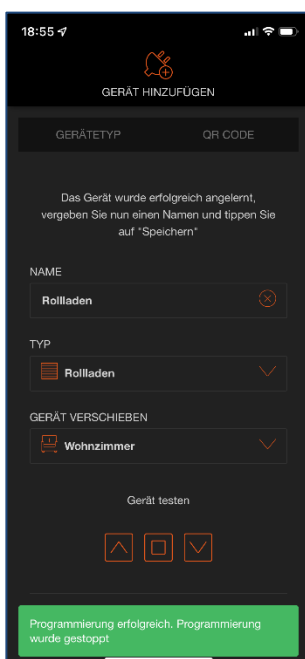 18:55
GERÄT HINZUFÜGEN
GERÄTETYP QR CODE
Das Gerät wurde erfolgreich angelernt,
vergeben Sie nun einen Namen und tippen Sie
auf "Speichern"
NAME
Rollladen
TYP
Rollladen
GERÄT VERSCHIEBEN
Wohnzimmer
Gerät testen
Programmierung erfolgreich. Programmierung
wurde gestoppt